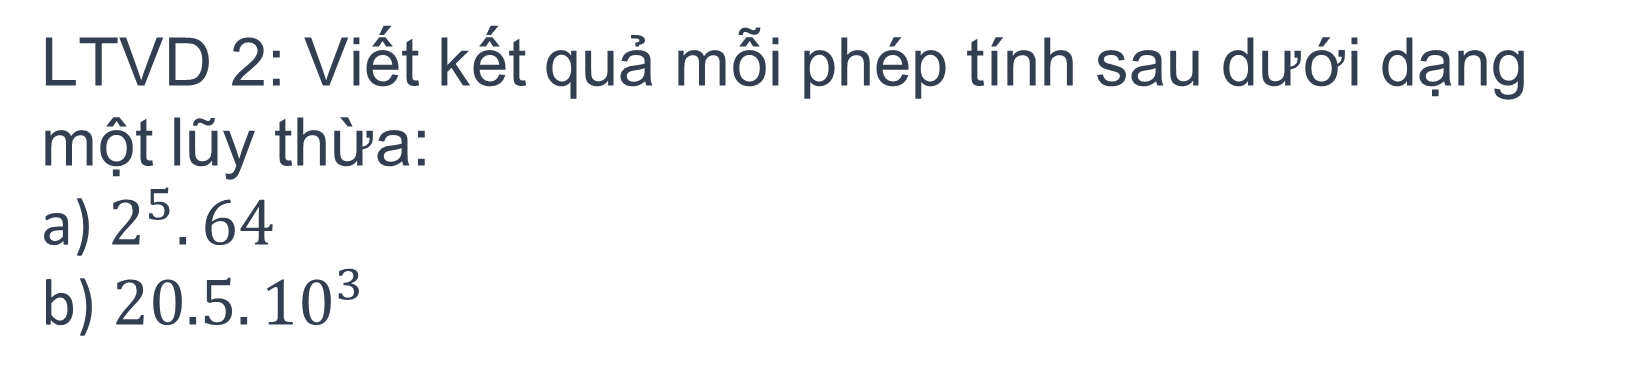 LTVD 2: Viết kết quả mỗi phép tính sau dưới dạng
một lũy thừa:
a) 2⁵. 64
b) 20.5. 10³